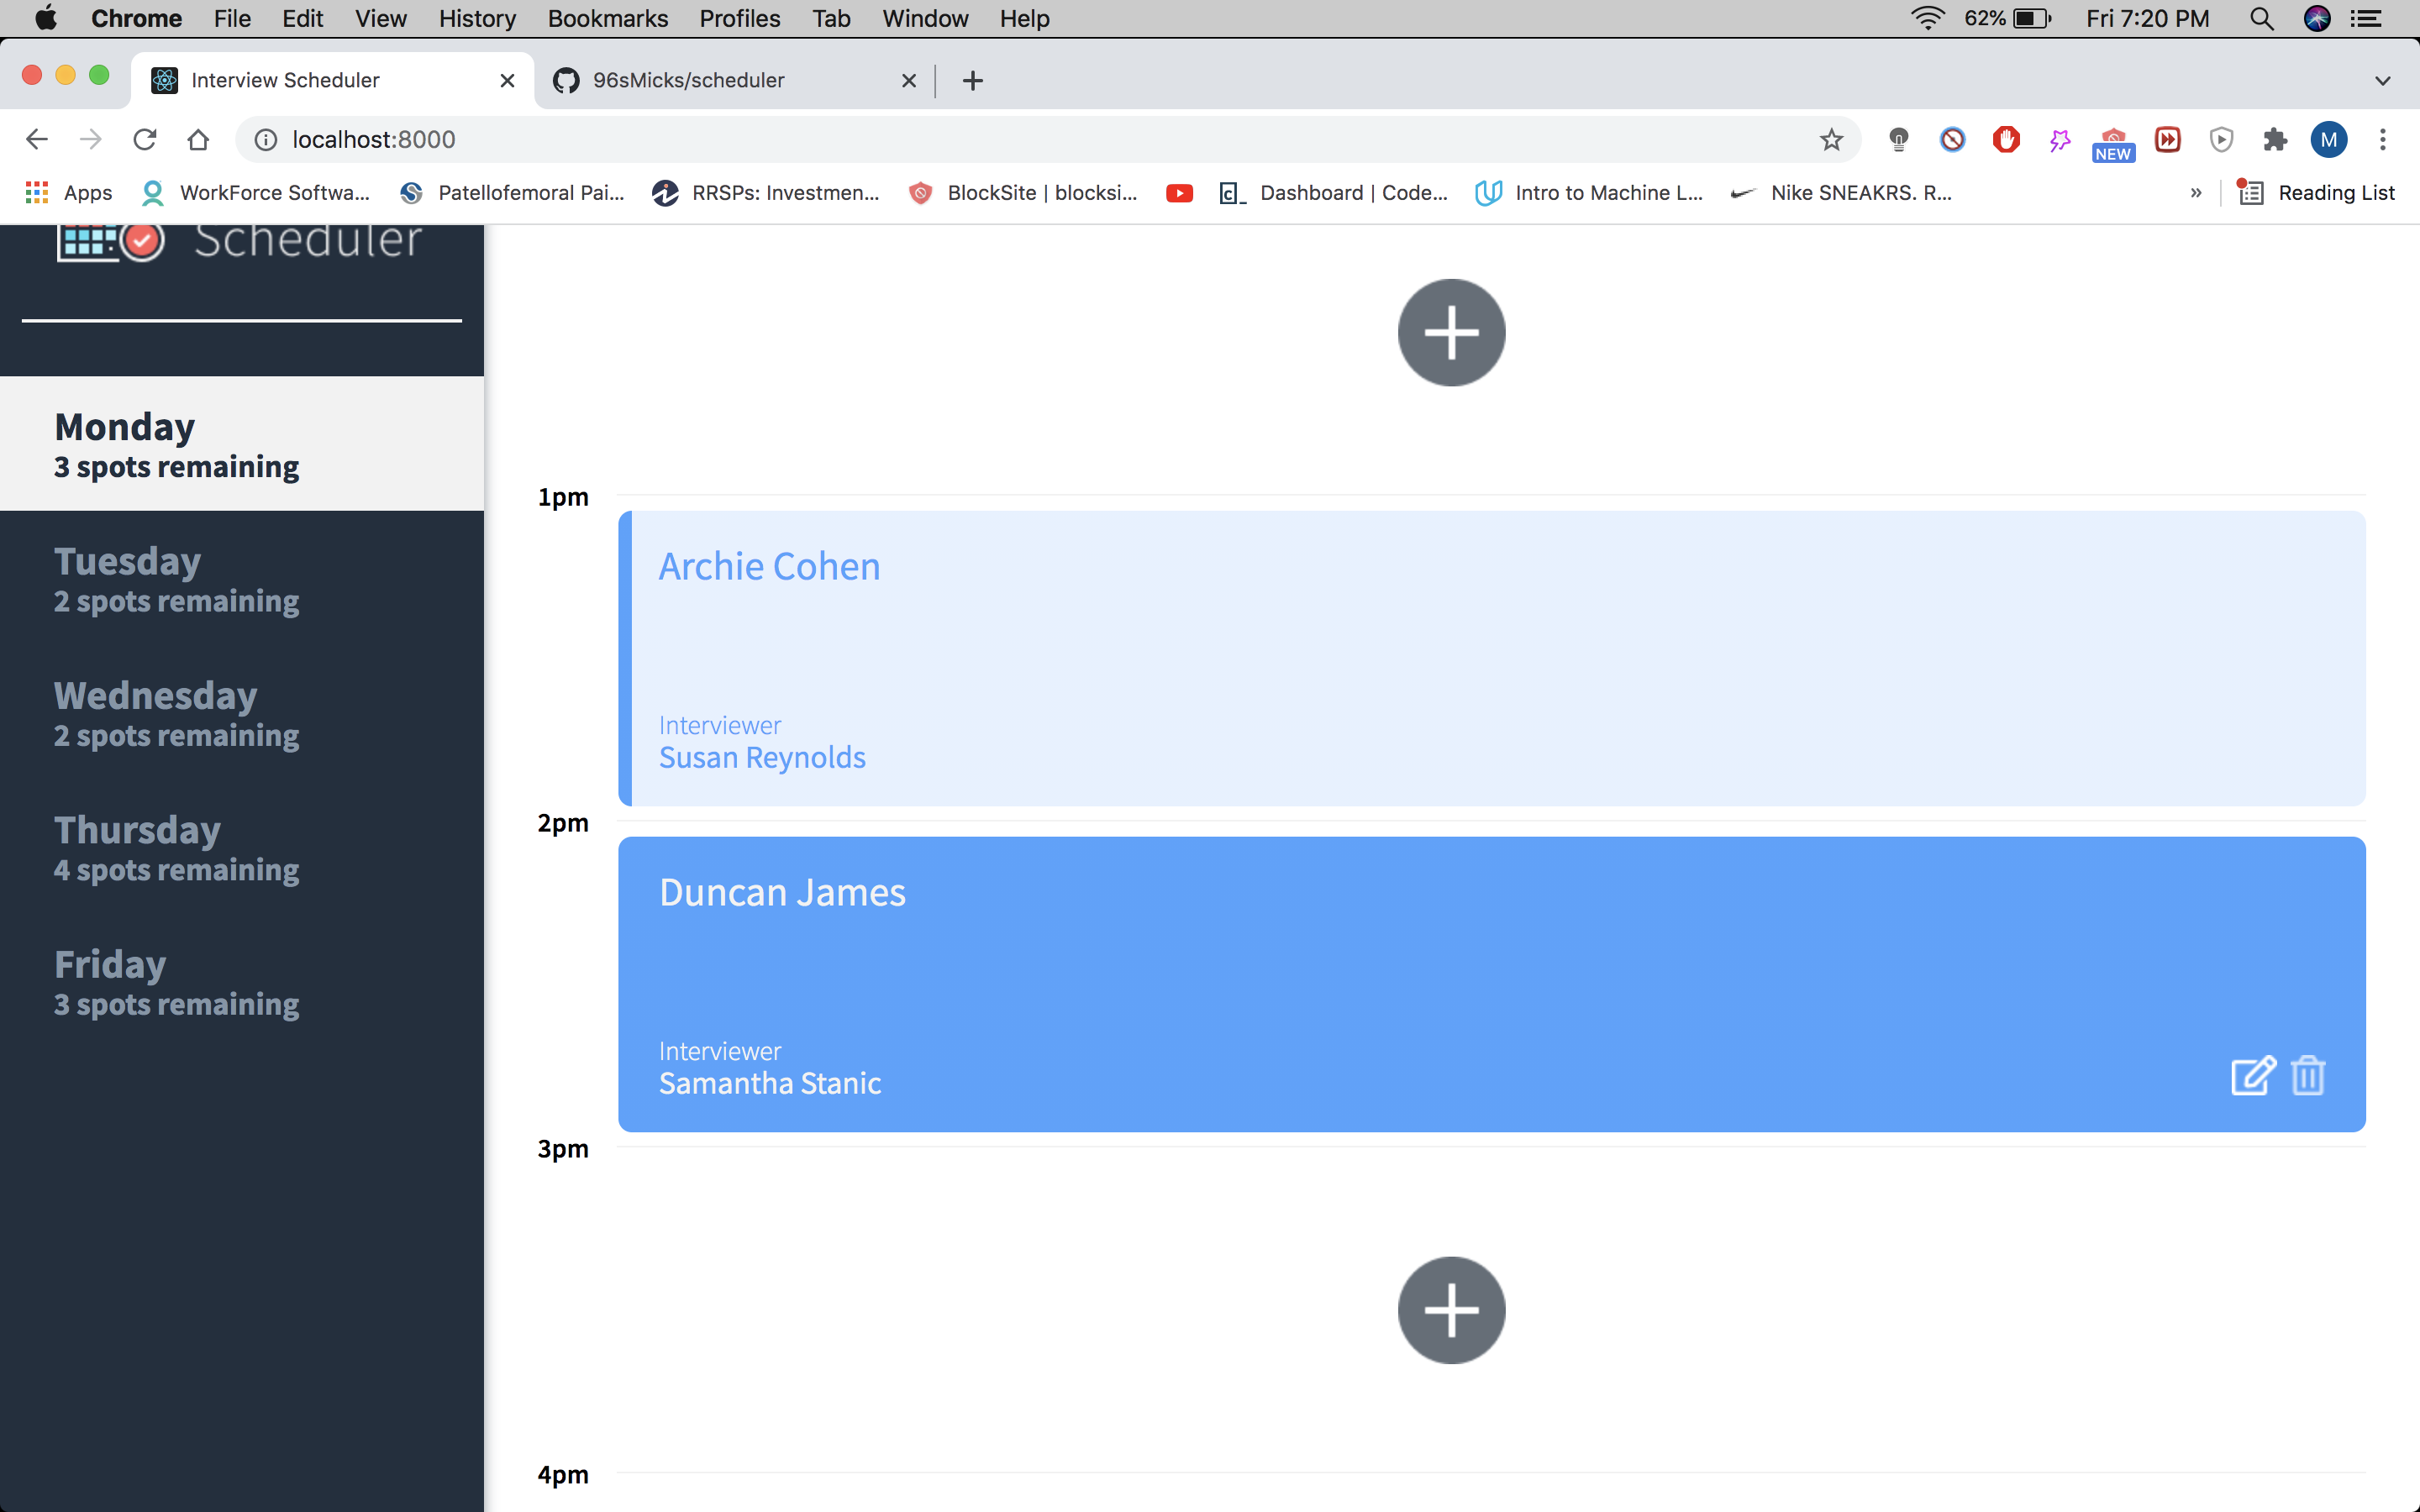 Chrome File Edit View History Bookmarks Profiles Tab Window Help 62% Fri 7:20 PM
Interview Scheduler 96sMicks/scheduler
localhost:8000 NEW M
Apps WorkForce Softwa... Patellofemoral Pai... RRSPs: Investmen... BlockSite | blocksi... c_ Dashboard | Code... Intro to Machine L... Nike SNEAKRS. R... » Reading List
Scheduler
Monday
3 spots remaining
Tuesday
2 spots remaining
Wednesday
2 spots remaining
Thursday
4 spots remaining
Friday
3 spots remaining
1pm
Archie Cohen
Interviewer
Susan Reynolds
2pm
Duncan James
Interviewer
Samantha Stanic
3pm
4pm